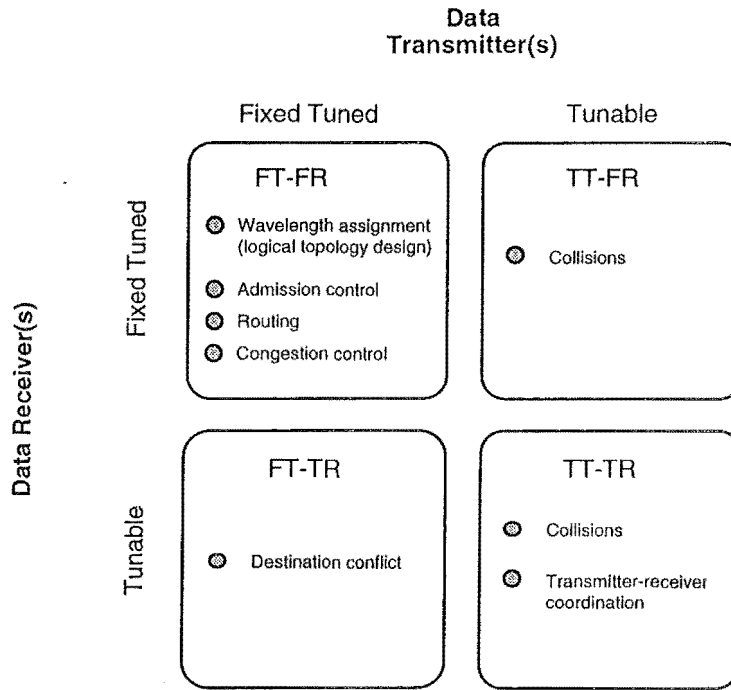 Data
Transmitter(s)
Fixed Tuned
Tunable
Data Receiver(s)
Fixed Tuned
FT-FR
Wavelength assignment
(logical topology design)
Admission control
Routing
Congestion control
TT-FR
Collisions
Tunable
FT-TR
Destination conflict
TT-TR
Collisions
Transmitter-receiver
coordination